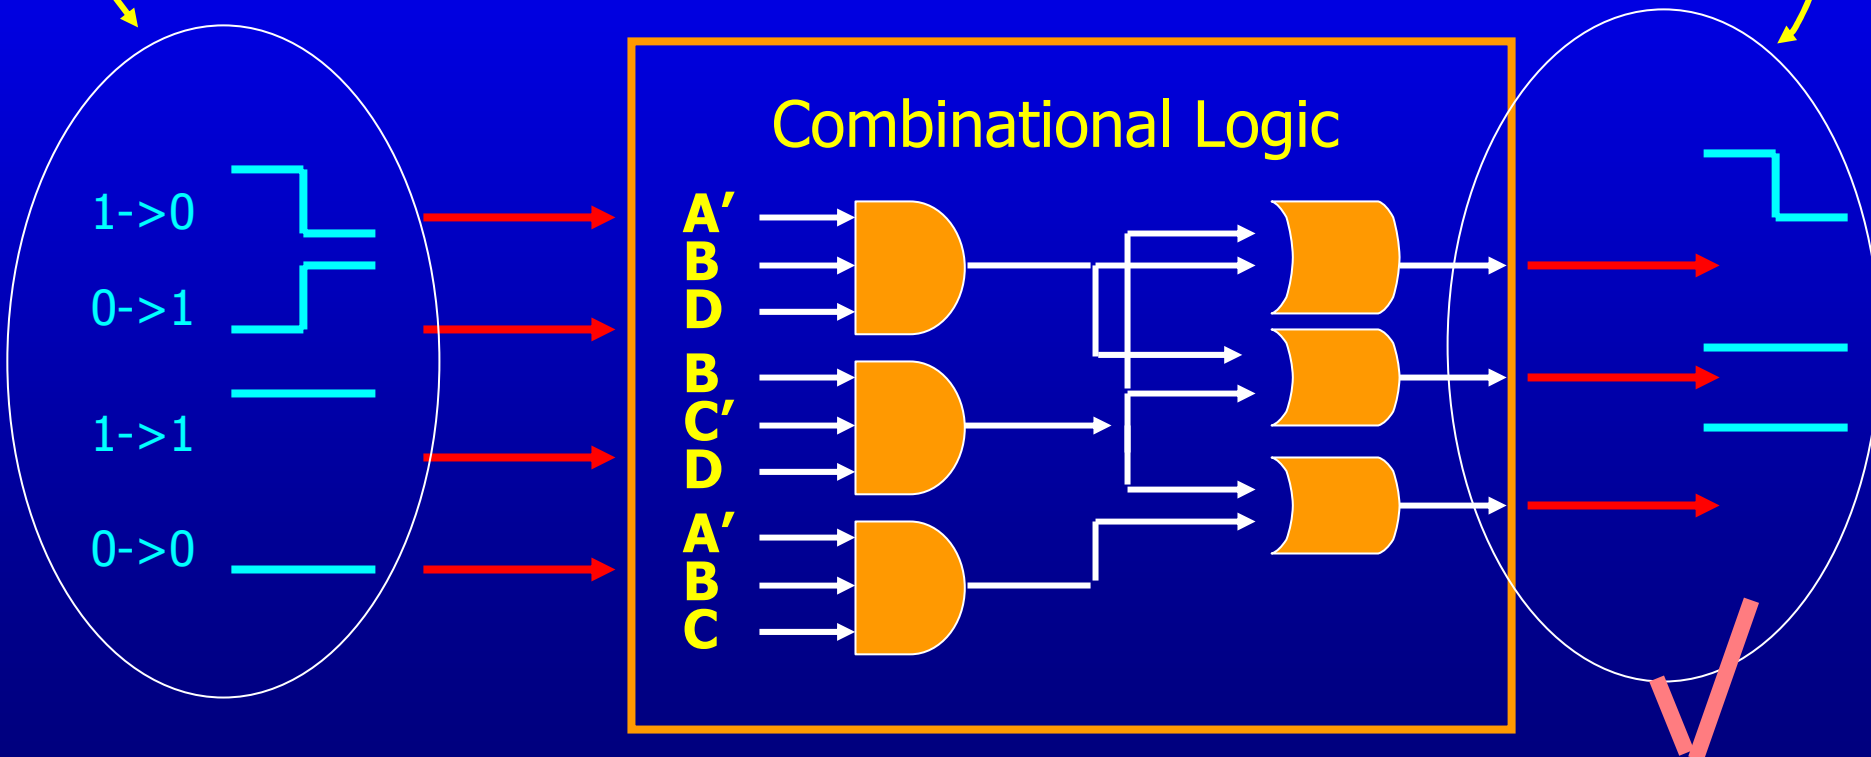 Combinational Logic
1->0
0->1
1->1
0->0
A’
B
D
B
C’
D
A’
B
C